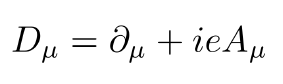 D_μ = ∂_μ + ieA_μ